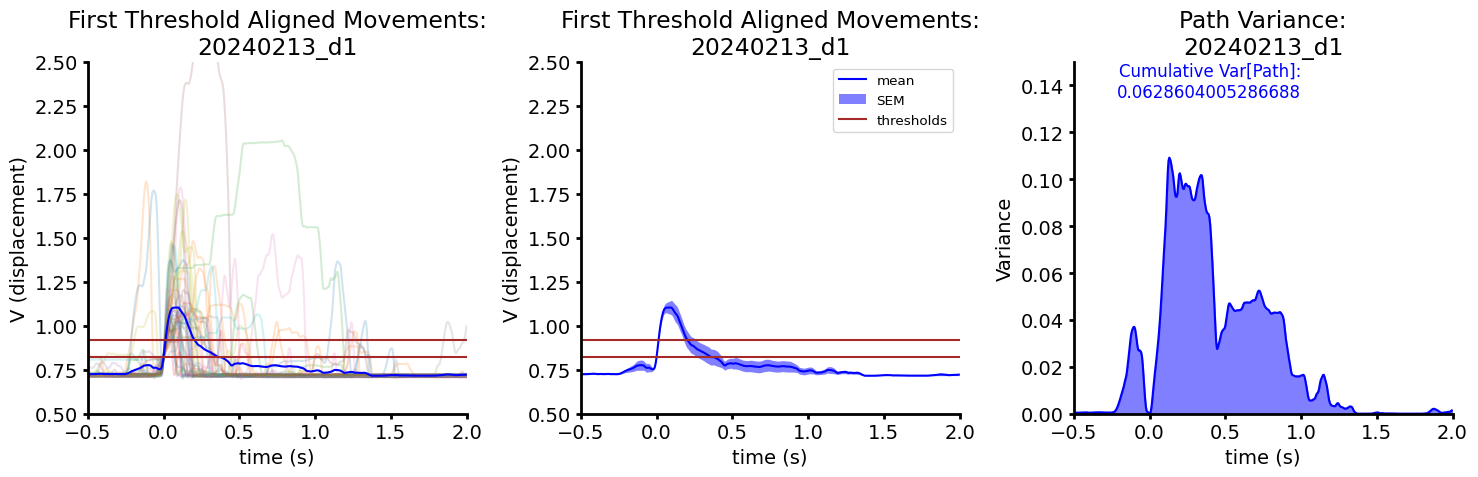 First Threshold Aligned Movements:
20240213_d1
V (displacement)
2.50
2.25
2.00
1.75
1.50
1.25
1.00
0.75
0.50
−0.5 0.0 0.5 1.0 1.5 2.0
time (s)
First Threshold Aligned Movements:
20240213_d1
mean
SEM
thresholds
V (displacement)
2.50
2.25
2.00
1.75
1.50
1.25
1.00
0.75
0.50
−0.5 0.0 0.5 1.0 1.5 2.0
time (s)
Path Variance:
20240213_d1
Cumulative Var[Path]:
0.0628604005286688
Variance
0.14
0.12
0.10
0.08
0.06
0.04
0.02
0.00
−0.5 0.0 0.5 1.0 1.5 2.0
time (s)